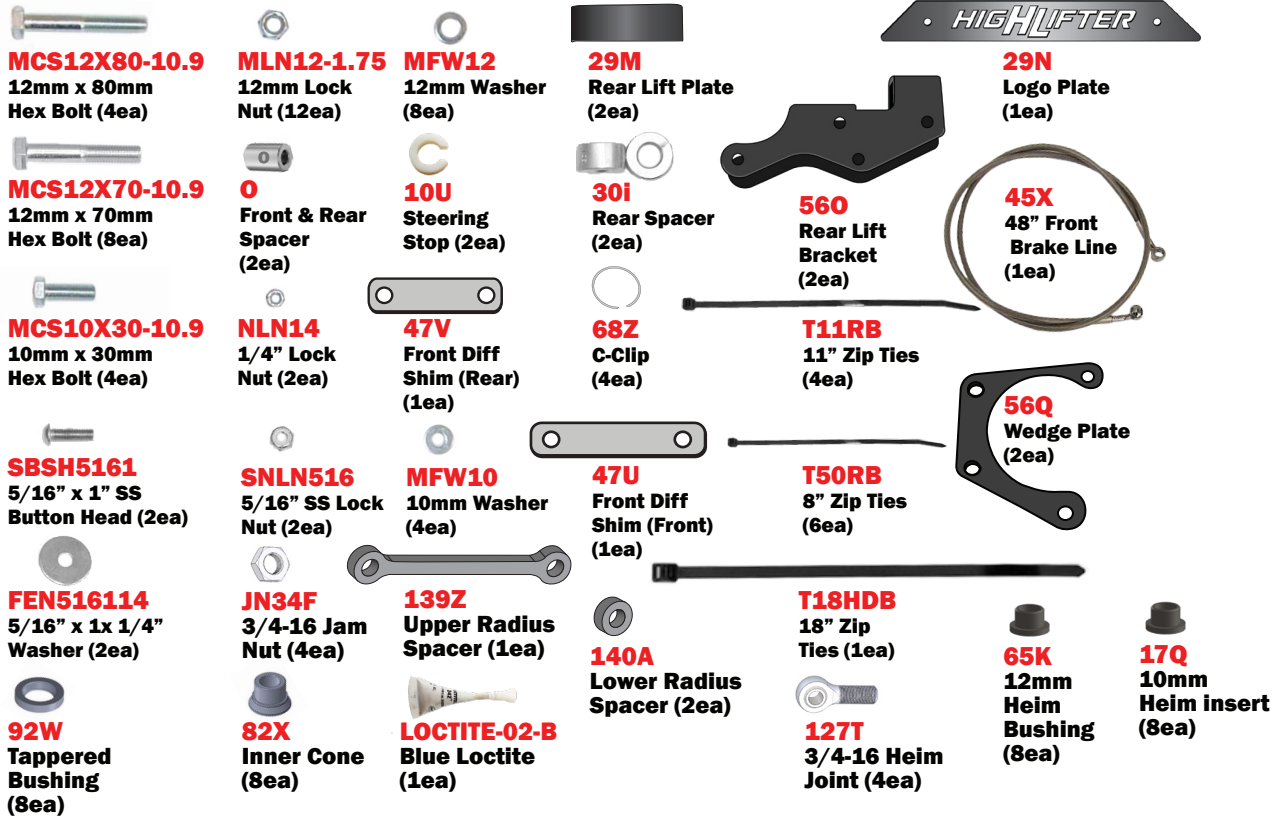 MCS12X80-10.9
12mm x 80mm
Hex Bolt (4ea)
MLN12-1.75
12mm Lock
Nut (12ea)
MFW12
12mm Washer
(8ea)
29M
Rear Lift Plate
(2ea)
HIGHLIFTER
29N
Logo Plate
(1ea)
MCS12X70-10.9
12mm x 70mm
Hex Bolt (8ea)
O
O
Front & Rear
Spacer
(2ea)
10U
Steering
Stop (2ea)
30i
Rear Spacer
(2ea)
56O
Rear Lift
Bracket
(2ea)
45X
48” Front
Brake Line
(1ea)
MCS10X30-10.9
10mm x 30mm
Hex Bolt (4ea)
NLN14
1/4” Lock
Nut (2ea)
47V
Front Diff
Shim (Rear)
(1ea)
68Z
C-Clip
(4ea)
T11RB
11” Zip Ties
(4ea)
56Q
Wedge Plate
(2ea)
SBSH5161
5/16” x 1” SS
Button Head (2ea)
SNLN516
5/16” SS Lock
Nut (2ea)
MFW10
10mm Washer
(4ea)
47U
Front Diff
Shim (Front)
(1ea)
T50RB
8” Zip Ties
(6ea)
FEN516114
5/16” x 1x 1/4”
Washer (2ea)
JN34F
3/4-16 Jam
Nut (4ea)
139Z
Upper Radius
Spacer (1ea)
140A
Lower Radius
Spacer (2ea)
T18HDB
18” Zip
Ties (1ea)
65K
12mm
Heim
Bushing
(8ea)
17Q
10mm
Heim insert
(8ea)
92W
Tappered
Bushing
(8ea)
82X
Inner Cone
(8ea)
LOCTITE-02-B
Blue Loctite
(1ea)
127T
3/4-16 Heim
Joint (4ea)